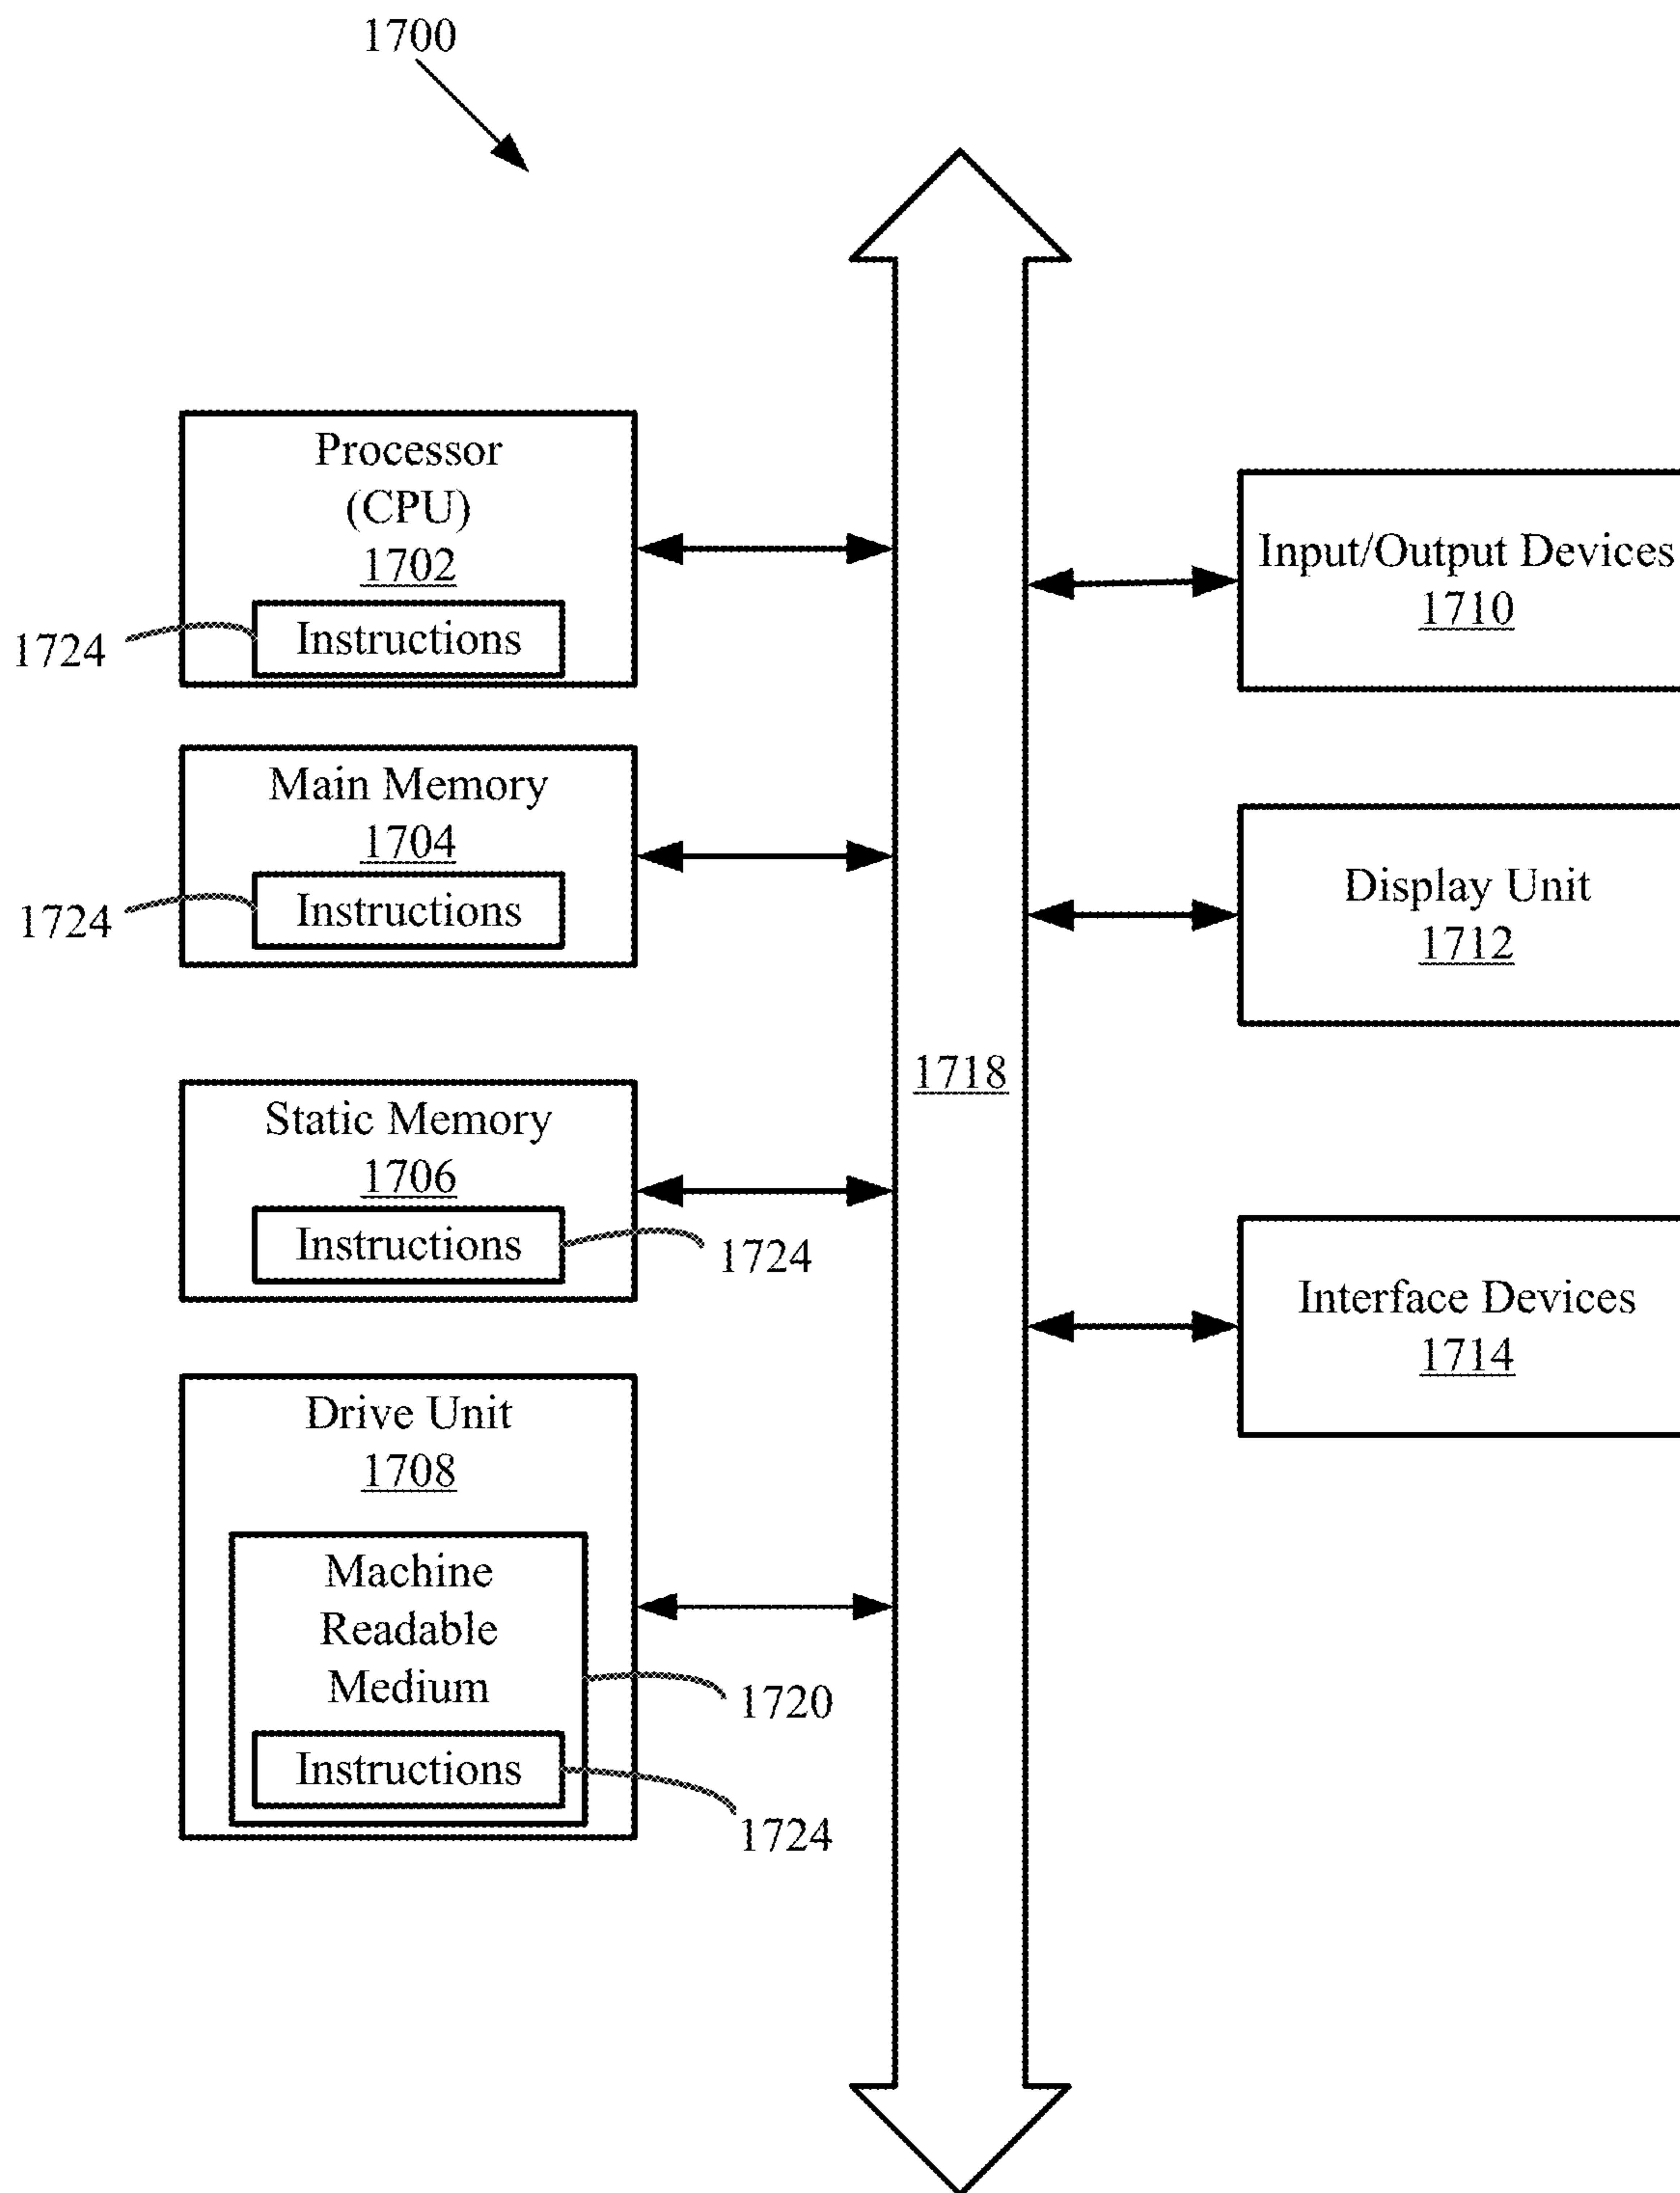 1700
Processor
(CPU)
1702
Instructions
1724
Main Memory
1704
Instructions
1724
Static Memory
1706
Instructions
1724
Drive Unit
1708
Machine
Readable
Medium
1720
Instructions
1724
1718
Input/Output Devices
1710
Display Unit
1712
Interface Devices
1714